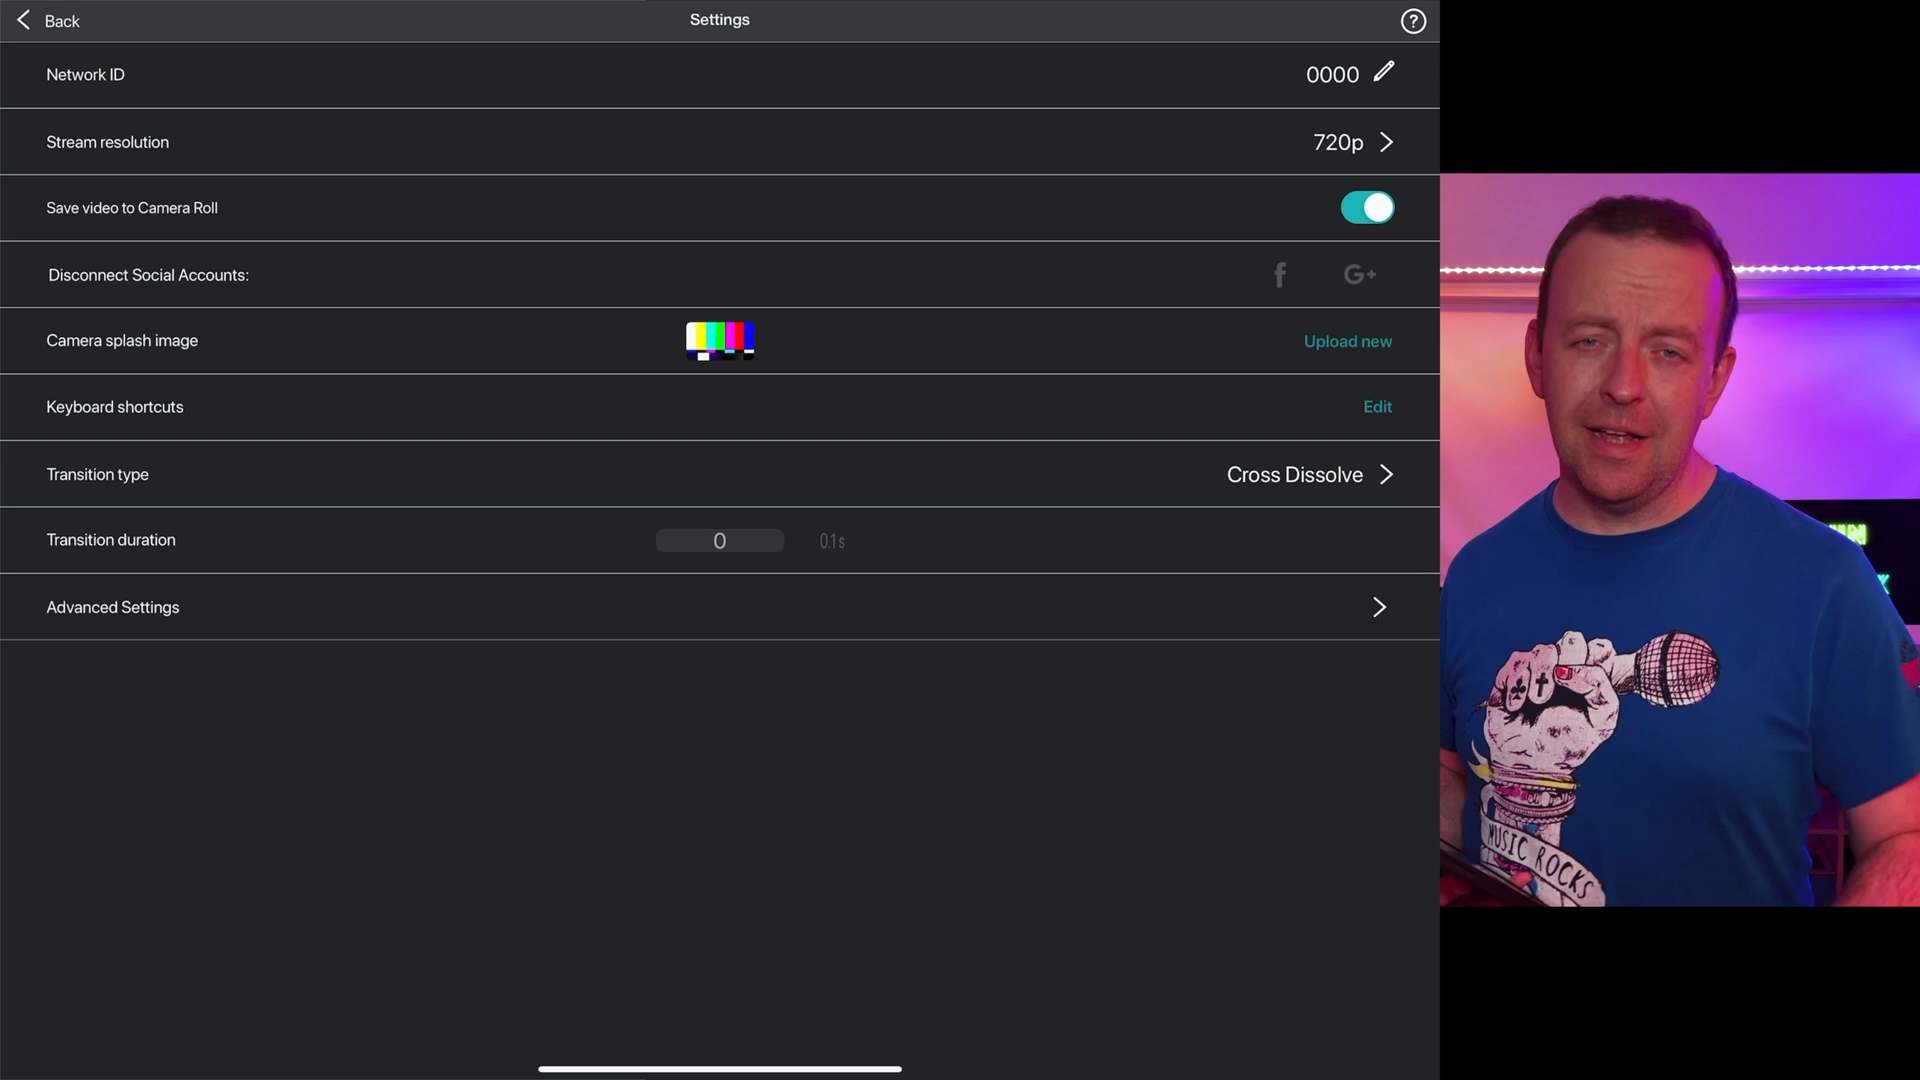 Back
Settings
?
Network ID
0000
Stream resolution
720p
Save video to Camera Roll
Disconnect Social Accounts:
f
G+
Camera splash image
Upload new
Keyboard shortcuts
Edit
Transition type
Cross Dissolve
Transition duration
0
0.1s
Advanced Settings
MUSIC ROCKS